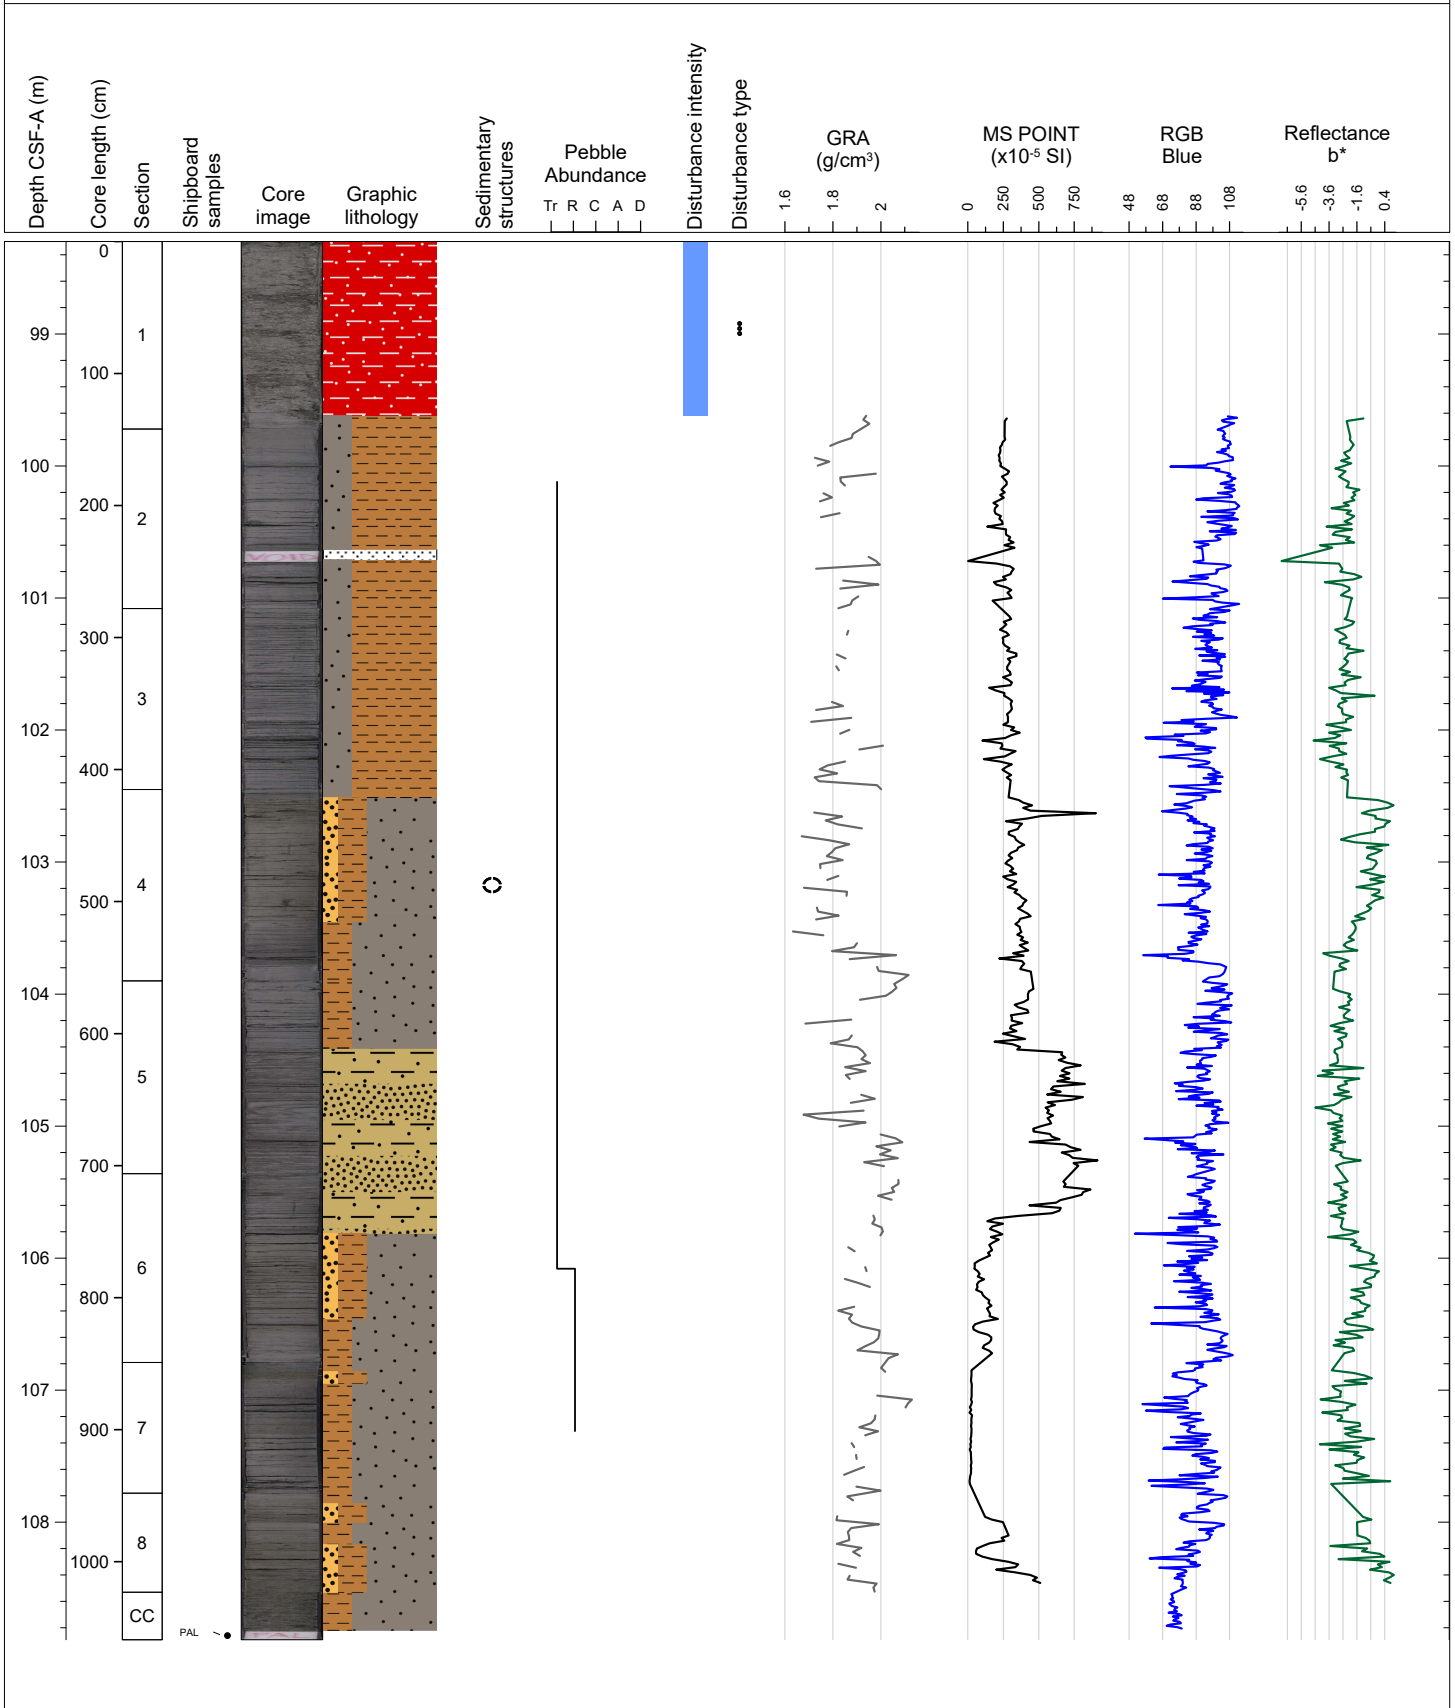 Depth CSF-A (m)
Core length (cm)
Section
Shipboard
samples
Core
image
Graphic
lithology
Sedimentary
structures
Pebble
Abundance
Tr R C A D
Disturbance intensity
Disturbance type
GRA
(g/cm³)
1.6 1.8 2
MS POINT
(x10⁻⁵ SI)
0 250 500 750
RGB
Blue
48 68 88 108
Reflectance
b*
-5.6 -3.6 -1.6 0.4
0
99
1
100
100
200
2
VOID
101
300
3
102
400
103
4
500
104
600
5
105
700
106
6
800
107
7
900
108
8
1000
CC
PAL
PAL